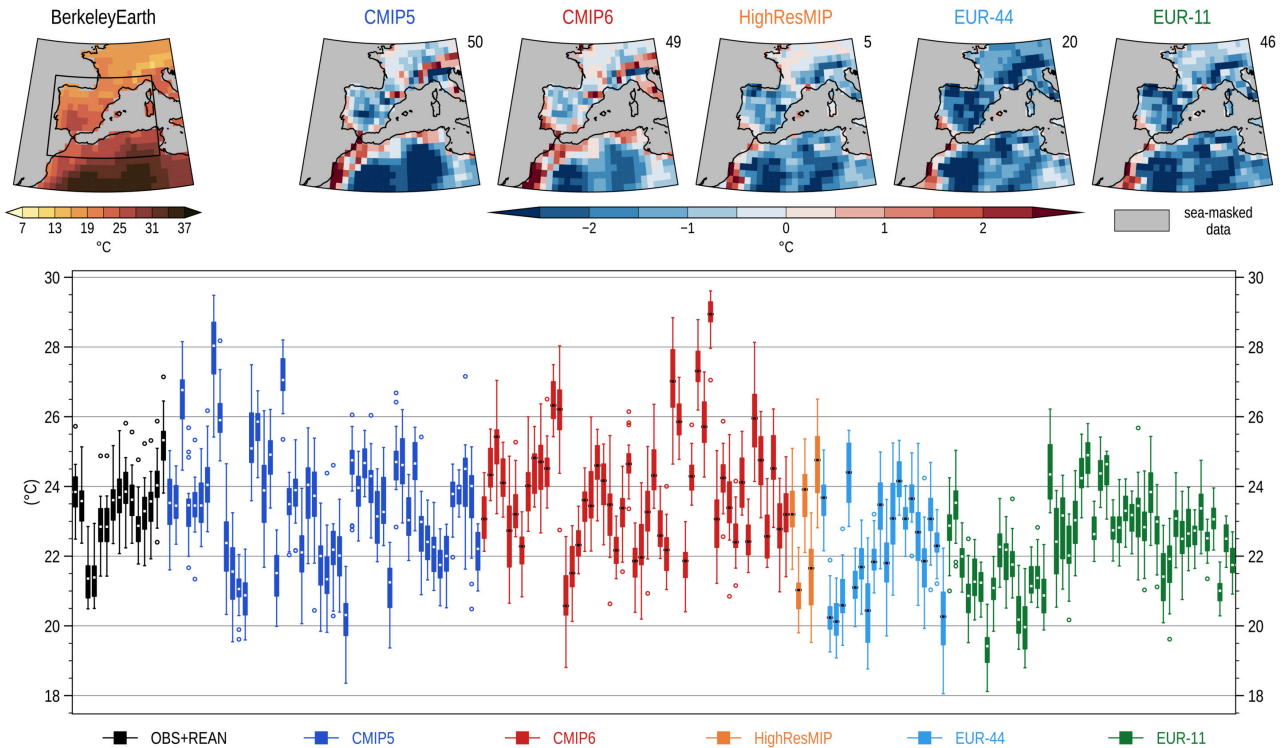 BerkeleyEarth CMIP5 CMIP6 HighResMIP EUR-44 EUR-11
50 49 5 20 46
7 13 19 25 31 37
°C
−2 −1 0 1 2
°C
sea-masked
data
30 30
28 28
26 26
24 24
(°C)
22 22
20 20
18 18
OBS+REAN CMIP5 CMIP6 HighResMIP EUR-44 EUR-11